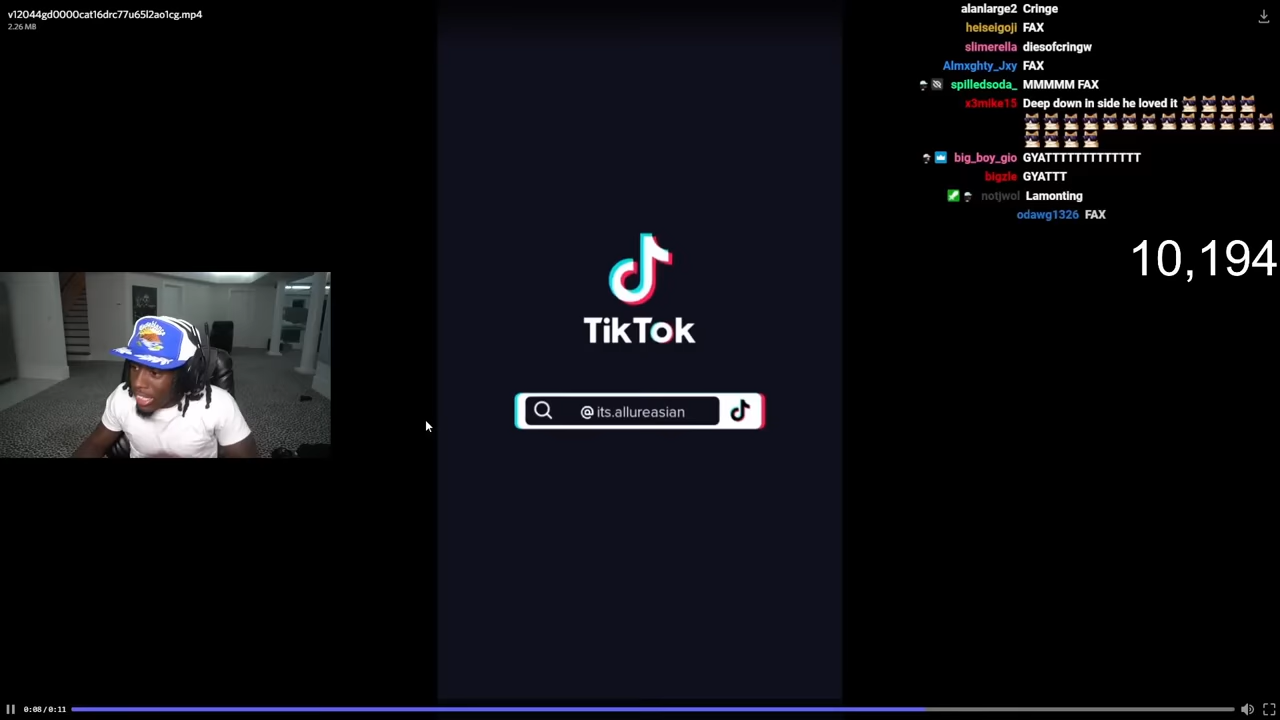 v12044gd0000cat16drc77u65l2ao1cg.mp4
2.26 MB
alanlarge2 Cringe
heiseigoji FAX
slimerella diesofcringw
Almxghty_Jxy FAX
spilledsoda_ MMMMM FAX
x3mike15 Deep down in side he loved it
big_boy_gio GYATTTTTTTTTTTTT
bigzle GYATTT
notjwol Lamonting
odawg1326 FAX
10,194
TikTok
@its.allureasian
0:08/0:11